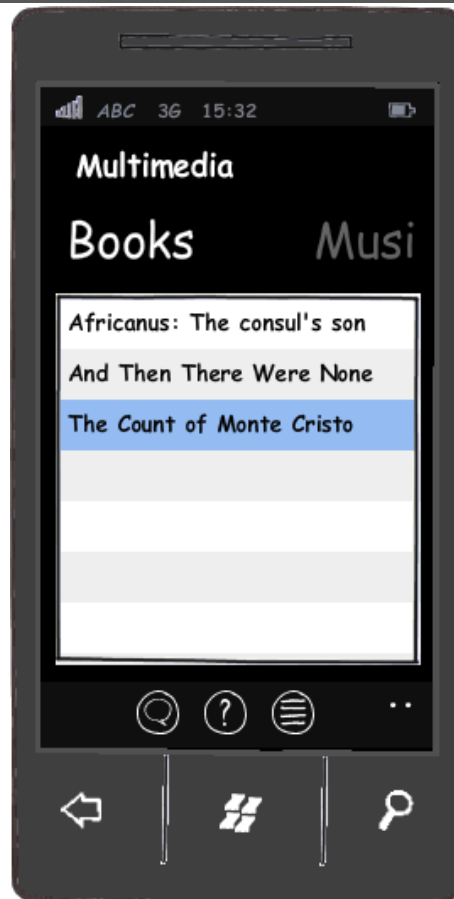 ABC 3G 15:32
Multimedia
Books Musi
Africanus: The consul's son
And Then There Were None
The Count of Monte Cristo
?